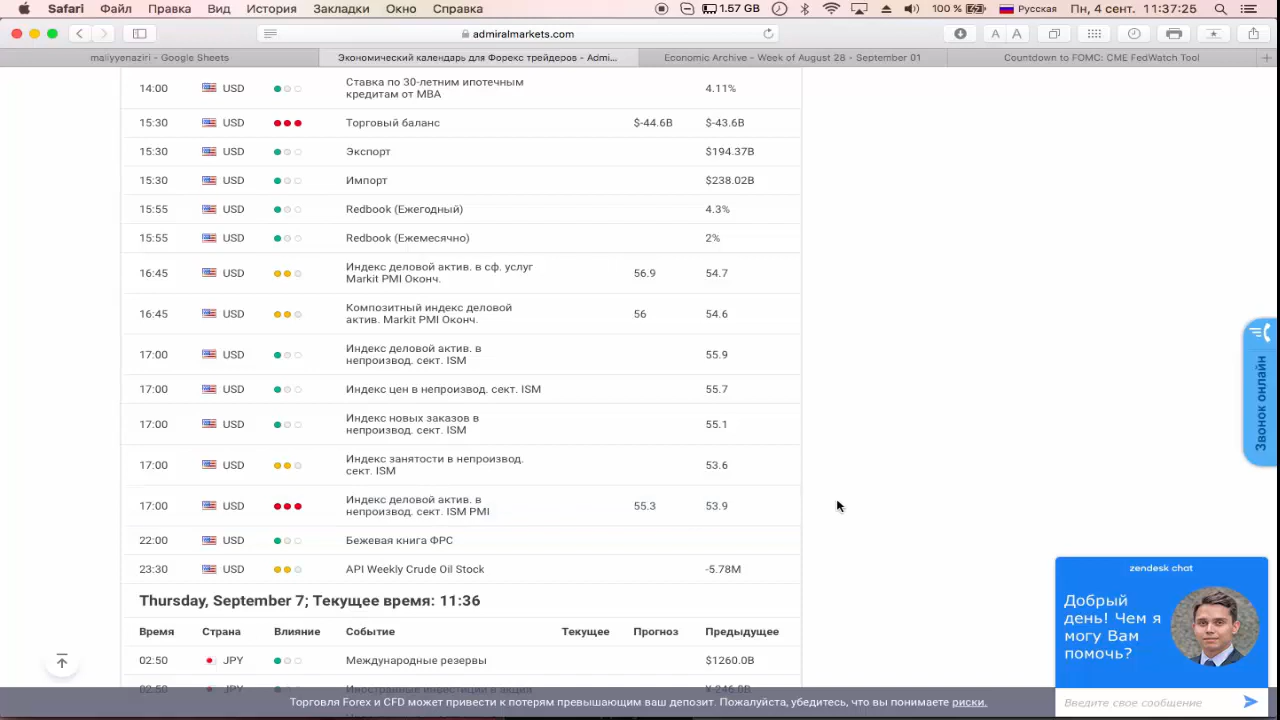 Safari Файл Правка Вид История Закладки Окно Справка 1.57 GB 100 % Русская Пн, 4 сент. 11:37:25
admiralmarkets.com
maliyyenaziri - Google Sheets Экономический календарь для Форекс трейдеров - Admi... Economic Archive - Week of August 28 - September 01 Countdown to FOMC: CME FedWatch Tool
14:00 USD Ставка по 30-летним ипотечным кредитам от MBA 4.11%
15:30 USD Торговый баланс $-44.6B $-43.6B
15:30 USD Экспорт $194.37B
15:30 USD Импорт $238.02B
15:55 USD Redbook (Ежегодный) 4.3%
15:55 USD Redbook (Ежемесячно) 2%
16:45 USD Индекс деловой актив. в сф. услуг Markit PMI Оконч. 56.9 54.7
16:45 USD Композитный индекс деловой актив. Markit PMI Оконч. 56 54.6
17:00 USD Индекс деловой актив. в непроизвод. сект. ISM 55.9
17:00 USD Индекс цен в непроизвод. сект. ISM 55.7
17:00 USD Индекс новых заказов в непроизвод. сект. ISM 55.1
17:00 USD Индекс занятости в непроизвод. сект. ISM 53.6
17:00 USD Индекс деловой актив. в непроизвод. сект. ISM PMI 55.3 53.9
22:00 USD Бежевая книга ФРС
23:30 USD API Weekly Crude Oil Stock -5.78M
Thursday, September 7; Текущее время: 11:36
Время Страна Влияние Событие Текущее Прогноз Предыдущее
02:50 JPY Международные резервы $1260.0B
02:50 JPY Иностранные инвестиции в акции ¥-246.0B
Торговля Forex и CFD может привести к потерям превышающим ваш депозит. Пожалуйста, убедитесь, что вы понимаете риски.
Звонок онлайн
zendesk chat
Добрый
день! Чем я
могу Вам
помочь?
Введите свое сообщение